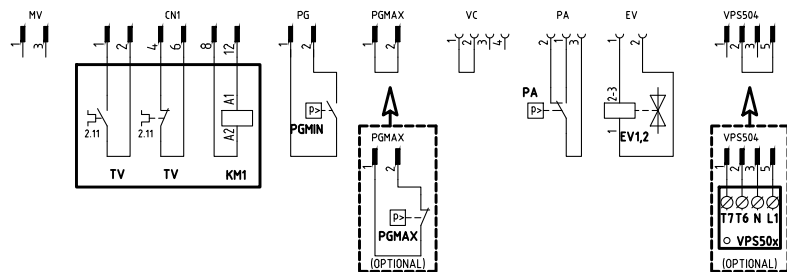 MV CN1 PG PGMAX VC PA EV VPS504
1 3 1 2 4 6 8 12 1 2 1 2 1 2 3 4 2 1 3 1 2 1 2 3 5
A1
A2
2.11 2.11
TV TV KM1
P>
PGMIN
PA
P>
2-3
1
EV1,2
PGMAX
1 2
P>
PGMAX
(OPTIONAL)
VPS504
1 2 3 5
T7 T6 N L1
VPS50x
(OPTIONAL)